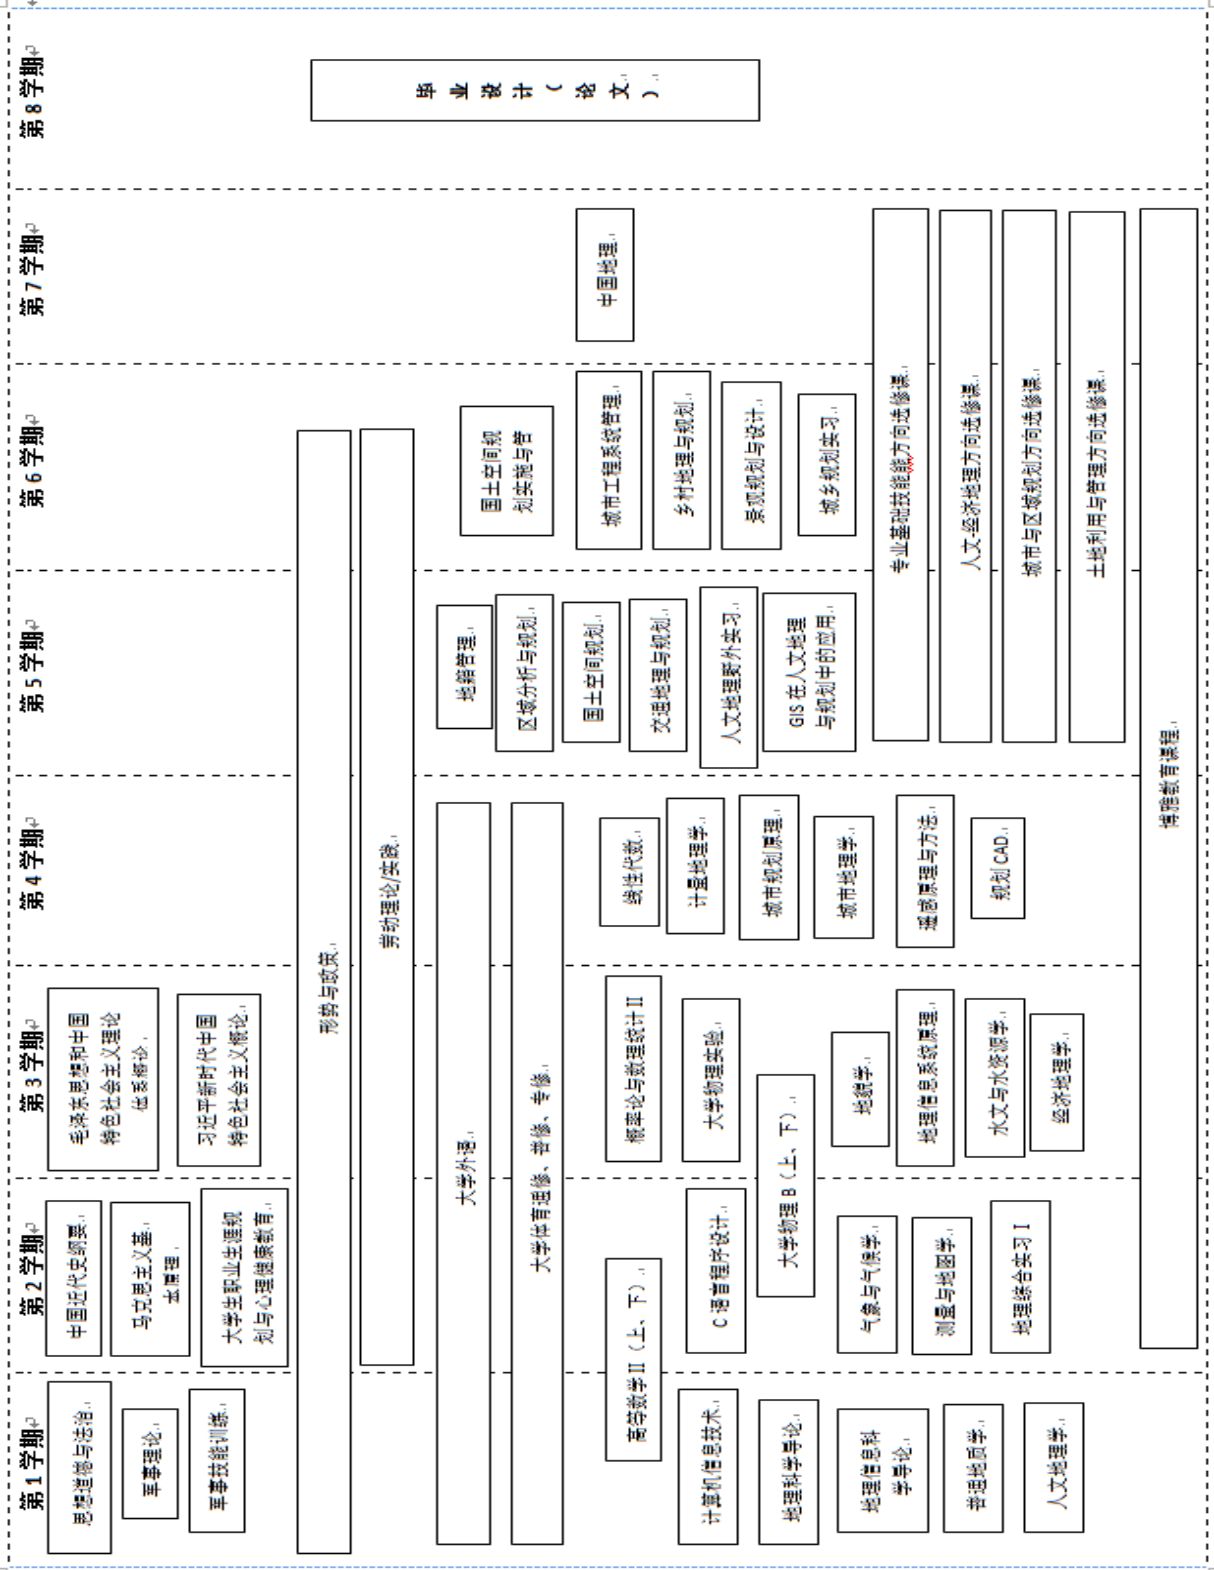 第1学期
第2学期
第3学期
第4学期
第5学期
第6学期
第7学期
第8学期
思想道德与法治
军事理论
军事技能训练
中国近代史纲要
马克思主义基
本原理
大学生职业生涯规
划与心理健康教育
毛泽东思想和中国
特色社会主义理论
体系概论
习近平新时代中国
特色社会主义概论
形势与政策
劳动理论/实践
大学外语
大学体育通修、普修、专修
高等数学 II（上、下）
计算机信息技术
地理科学导论
地理信息科
学导论
普通地质学
人文地理学
C 语言程序设计
大学物理 B（上、下）
气象与气候学
测量与地图学
地理综合实习 I
概率论与数理统计 II
大学物理实验
地貌学
地理信息系统原理
水文与水资源学
经济地理学
线性代数
计量地理学
城市规划原理
城市地理学
遥感原理与方法
规划 CAD
地籍管理
区域分析与规划
国土空间规划
交通地理与规划
人文地理野外实习
GIS 在人文地理
与规划中的应用
国土空间规
划实施与管
城市工程系统管理
乡村地理与规划
景观规划与设计
城乡规划实习
中国地理
专业基础技能能方向选修课
人文-经济地理方向选修课
城市与区域规划方向选修课
土地利用与管理方向选修课
博雅教育课程
毕业设计（论文）